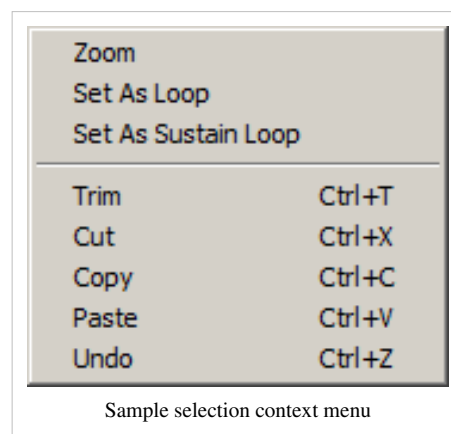 Zoom
Set As Loop
Set As Sustain Loop
Trim Ctrl+T
Cut Ctrl+X
Copy Ctrl+C
Paste Ctrl+V
Undo Ctrl+Z
Sample selection context menu